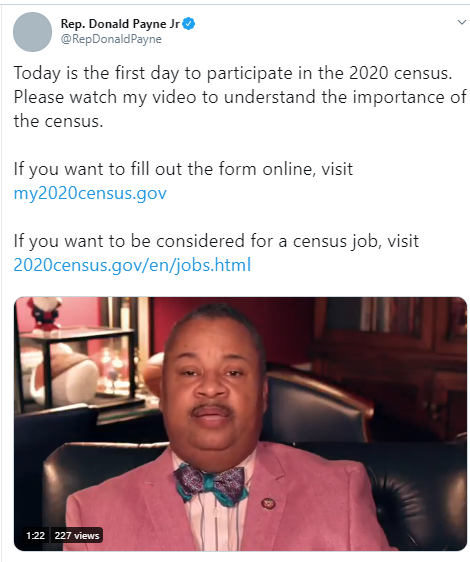 Rep. Donald Payne Jr
@RepDonaldPayne
Today is the first day to participate in the 2020 census.
Please watch my video to understand the importance of
the census.
If you want to fill out the form online, visit
my2020census.gov
If you want to be considered for a census job, visit
2020census.gov/en/jobs.html
1:22 227 views